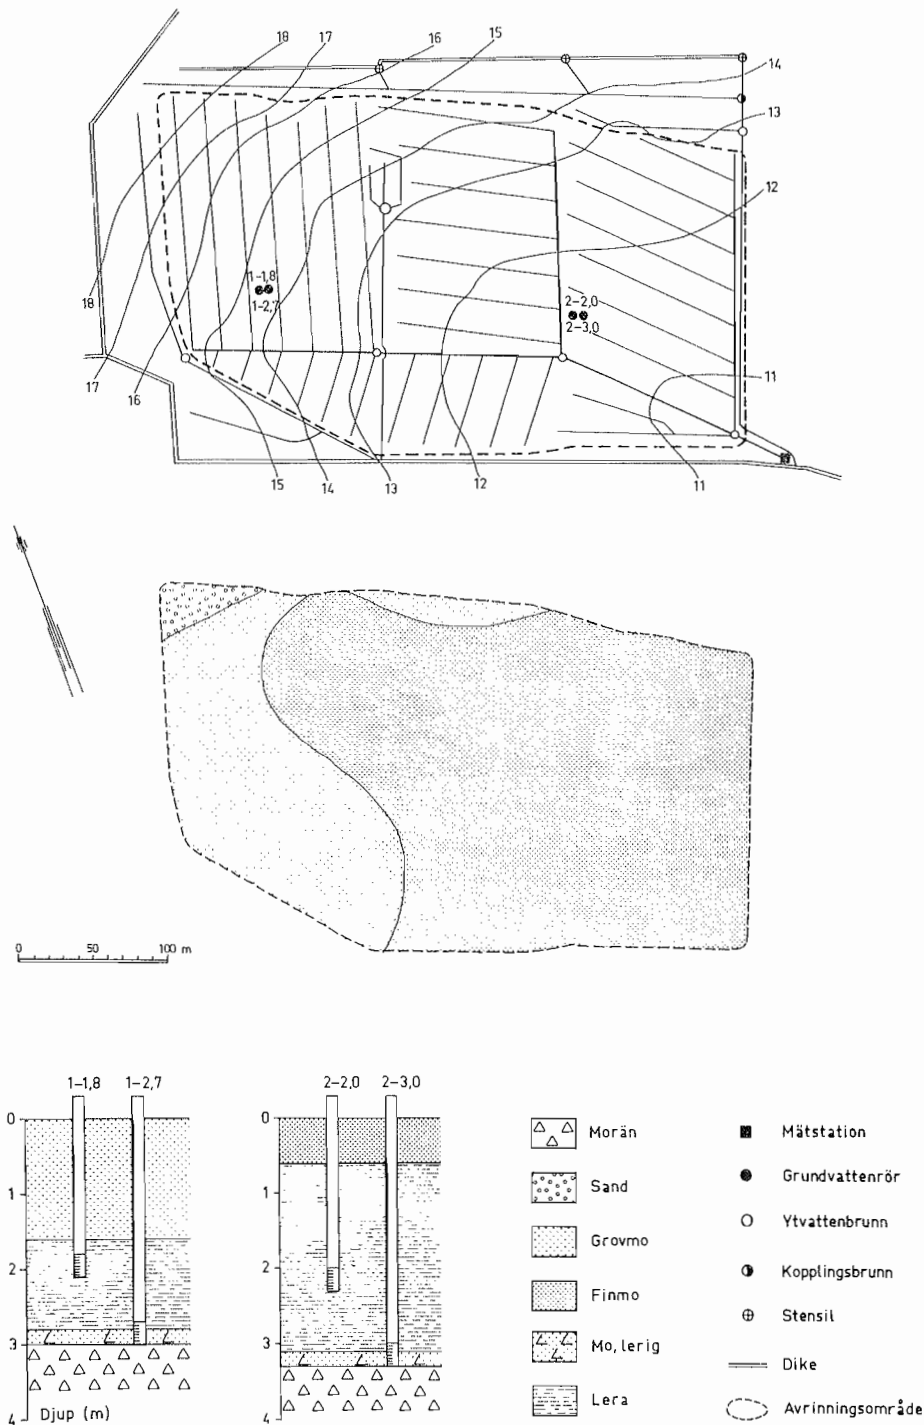 18 17 16 15
14
13
12
1-1,8
1-2,7
2-2,0
2-3,0
18
17
16
11
15 14 13 12 11
0 50 100 m
1-1,8 1-2,7 2-2,0 2-3,0
0 0
1 1
2 2
3 3
4 4
Djup (m)
Morän
Sand
Grovmo
Finmo
Mo, lerig
Lera
Mätstation
Grundvattenrör
Ytvattenbrunn
Kopplingsbrunn
Stensil
Dike
Avrinningsområde